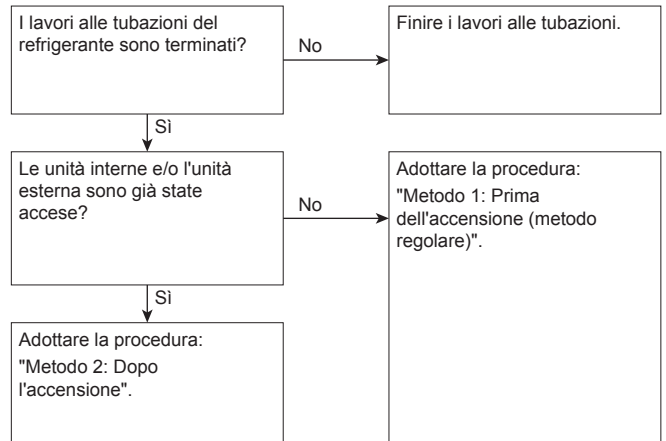 I lavori alle tubazioni del
refrigerante sono terminati?
No
Finire i lavori alle tubazioni.
Sì
Le unità interne e/o l'unità
esterna sono già state
accese?
No
Adottare la procedura:
"Metodo 1: Prima
dell'accensione (metodo
regolare)".
Sì
Adottare la procedura:
"Metodo 2: Dopo
l'accensione".